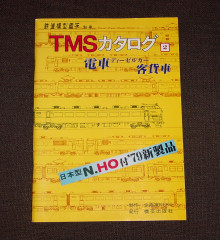 鉄道模型趣味 別冊
TMSカタログ 2
電車 ディーゼルカー 客貨車
日本型 N,HO 付'79新製品